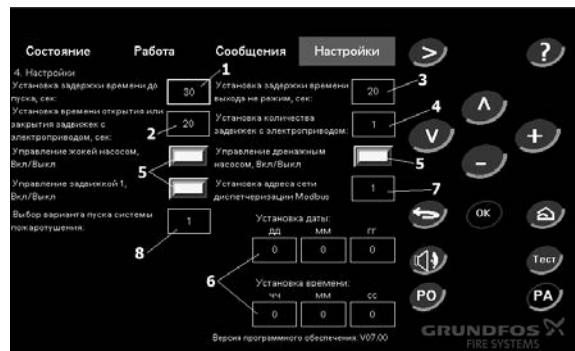 Состояние Работа Сообщения Настройки > ?
4. Настройки
1
Установка задержки времени до пуска, сек:
30
Установка задержки времени выхода на режим, сек:
20
3
Установка времени открытия или закрытия задвижек с электроприводом, сек:
2
20
Установка количества задвижек с электроприводом:
1
4
Управление жокей насосом, Вкл/Выкл
5
Управление дренажным насосом, Вкл/Выкл
5
Управление задвижкой 1, Вкл/Выкл
Установка адреса сети диспетчеризации Modbus
1
7
Выбор варианта пуска системы пожаротушения:
1
8
Установка даты:
дд мм гг
0 0 0
6
Установка времени:
чч мм сс
0 0 0
Версия программного обеспечения: V07.00
V
+
-
OK
Тест
РО
РА
GRUNDFOS
FIRE SYSTEMS